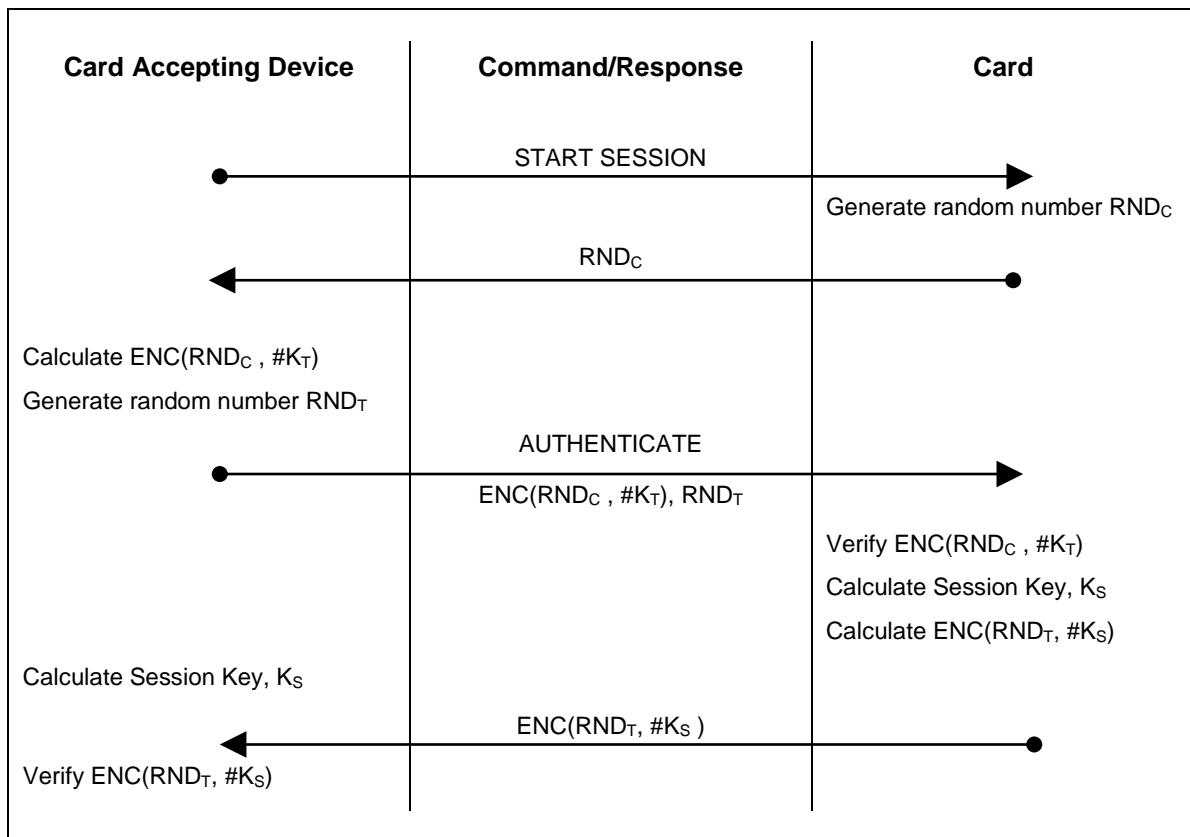 Card Accepting Device
Command/Response
Card
START SESSION
Generate random number RND_C
RND_C
Calculate ENC(RND_C , #K_T)
Generate random number RND_T
AUTHENTICATE
ENC(RND_C , #K_T), RND_T
Verify ENC(RND_C , #K_T)
Calculate Session Key, K_S
Calculate ENC(RND_T, #K_S)
Calculate Session Key, K_S
ENC(RND_T, #K_S )
Verify ENC(RND_T, #K_S)